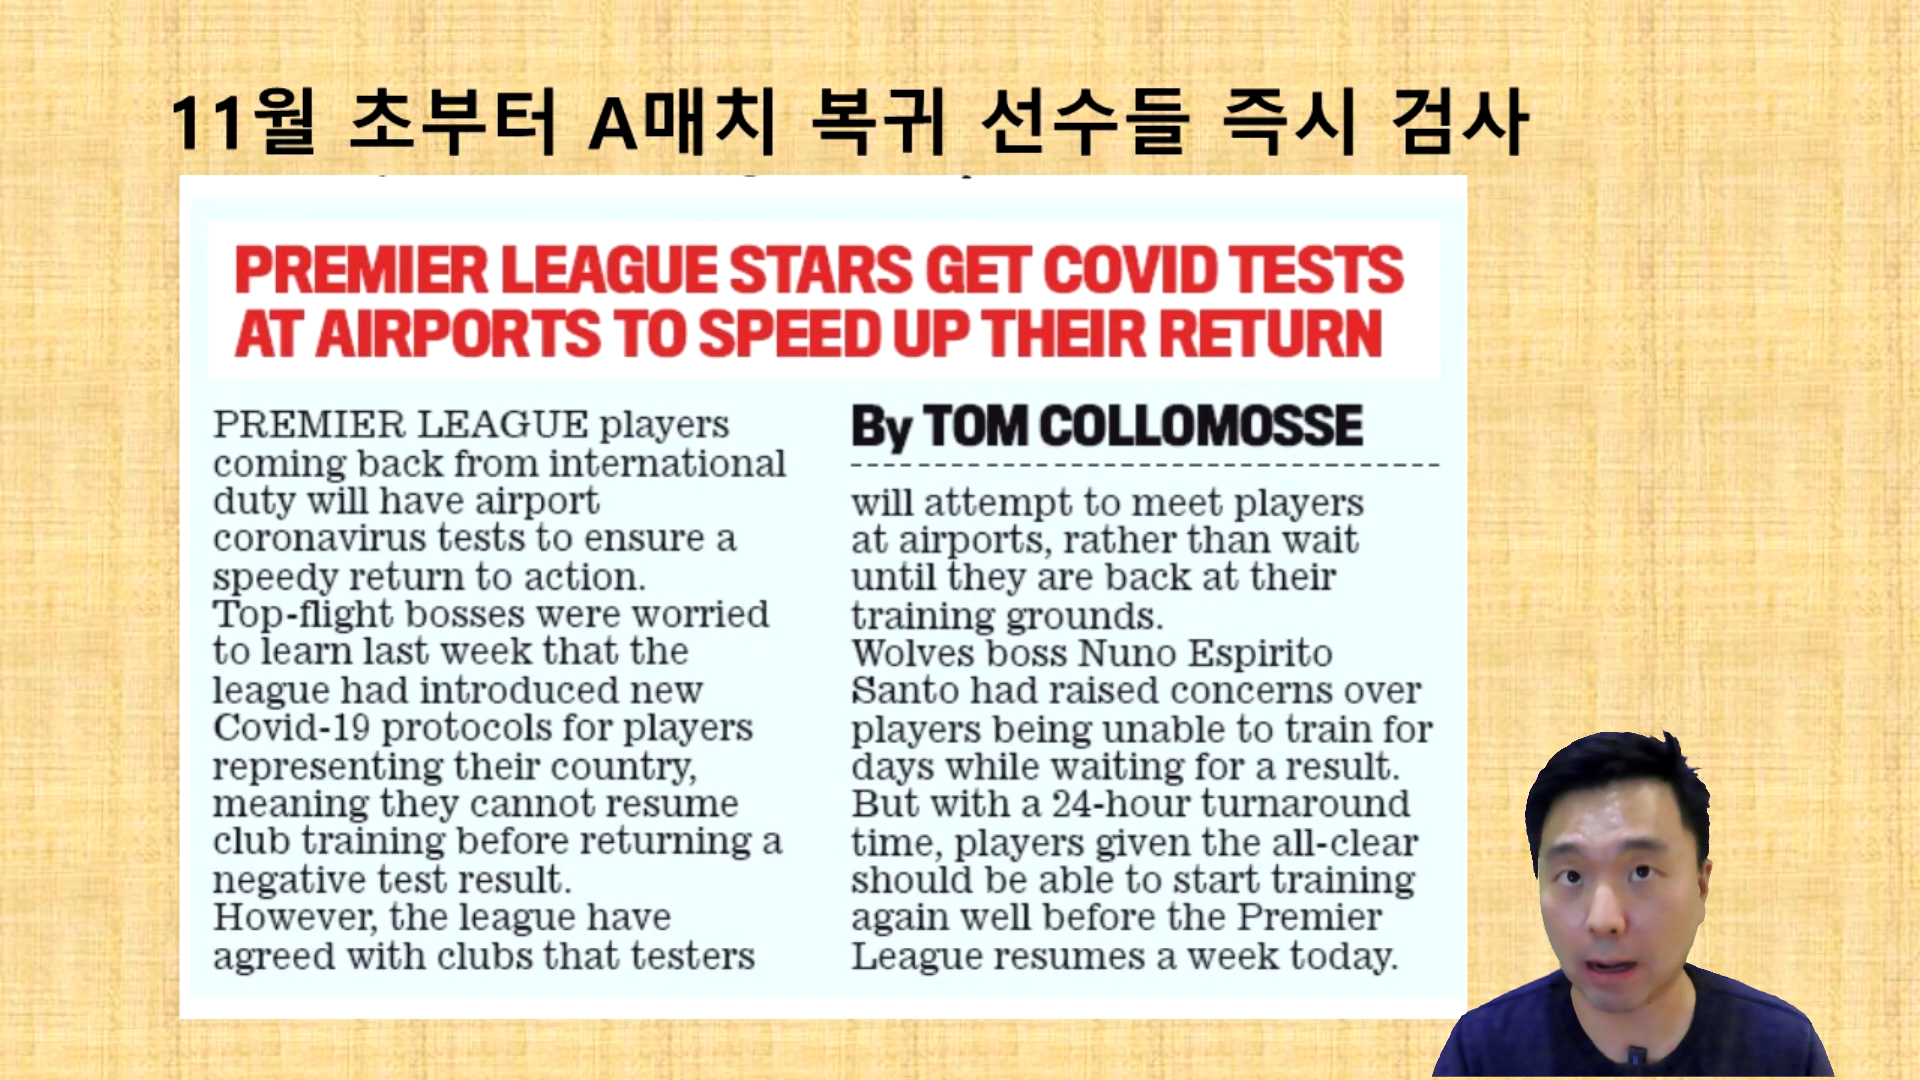 11월 초부터 A매치 복귀 선수들 즉시 검사
PREMIER LEAGUE STARS GET COVID TESTS
AT AIRPORTS TO SPEED UP THEIR RETURN
PREMIER LEAGUE players
coming back from international
duty will have airport
coronavirus tests to ensure a
speedy return to action.
Top-flight bosses were worried
to learn last week that the
league had introduced new
Covid-19 protocols for players
representing their country,
meaning they cannot resume
club training before returning a
negative test result.
However, the league have
agreed with clubs that testers
By TOM COLLOMOSSE
will attempt to meet players
at airports, rather than wait
until they are back at their
training grounds.
Wolves boss Nuno Espirito
Santo had raised concerns over
players being unable to train for
days while waiting for a result.
But with a 24-hour turnaround
time, players given the all-clear
should be able to start training
again well before the Premier
League resumes a week today.